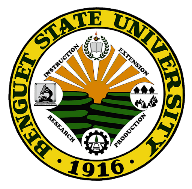 BENGUET STATE UNIVERSITY
INSTRUCTION
EXTENSION
RESEARCH
PRODUCTION
· 1916 ·